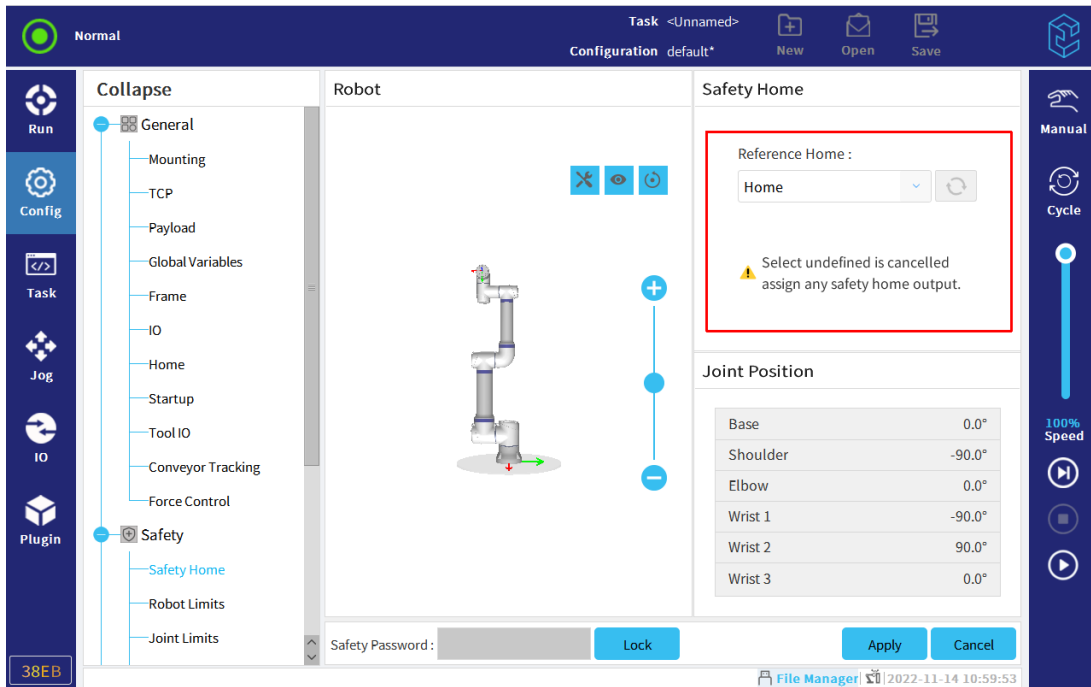 Normal
Task <Unnamed>
Configuration default*
New
Open
Save
Run
Config
Task
Jog
IO
Plugin
38EB
Collapse
General
Mounting
TCP
Payload
Global Variables
Frame
IO
Home
Startup
Tool IO
Conveyor Tracking
Force Control
Safety
Safety Home
Robot Limits
Joint Limits
Robot
Safety Home
Reference Home :
Home
Select undefined is cancelled
assign any safety home output.
Joint Position
Base 0.0°
Shoulder -90.0°
Elbow 0.0°
Wrist 1 -90.0°
Wrist 2 90.0°
Wrist 3 0.0°
Safety Password :
Lock
Apply
Cancel
File Manager
2022-11-14 10:59:53
Manual
Cycle
100%
Speed